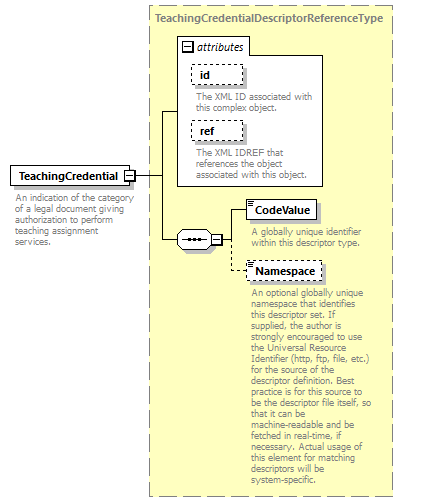 TeachingCredentialDescriptorReferenceType
attributes
id
The XML ID associated with
this complex object.
ref
The XML IDREF that
references the object
associated with this object.
TeachingCredential
An indication of the category
of a legal document giving
authorization to perform
teaching assignment
services.
CodeValue
A globally unique identifier
within this descriptor type.
Namespace
An optional globally unique
namespace that identifies
this descriptor set. If
supplied, the author is
strongly encouraged to use
the Universal Resource
Identifier (http, ftp, file, etc.)
for the source of the
descriptor definition. Best
practice is for this source to
be the descriptor file itself, so
that it can be
machine-readable and be
fetched in real-time, if
necessary. Actual usage of
this element for matching
descriptors will be
system-specific.